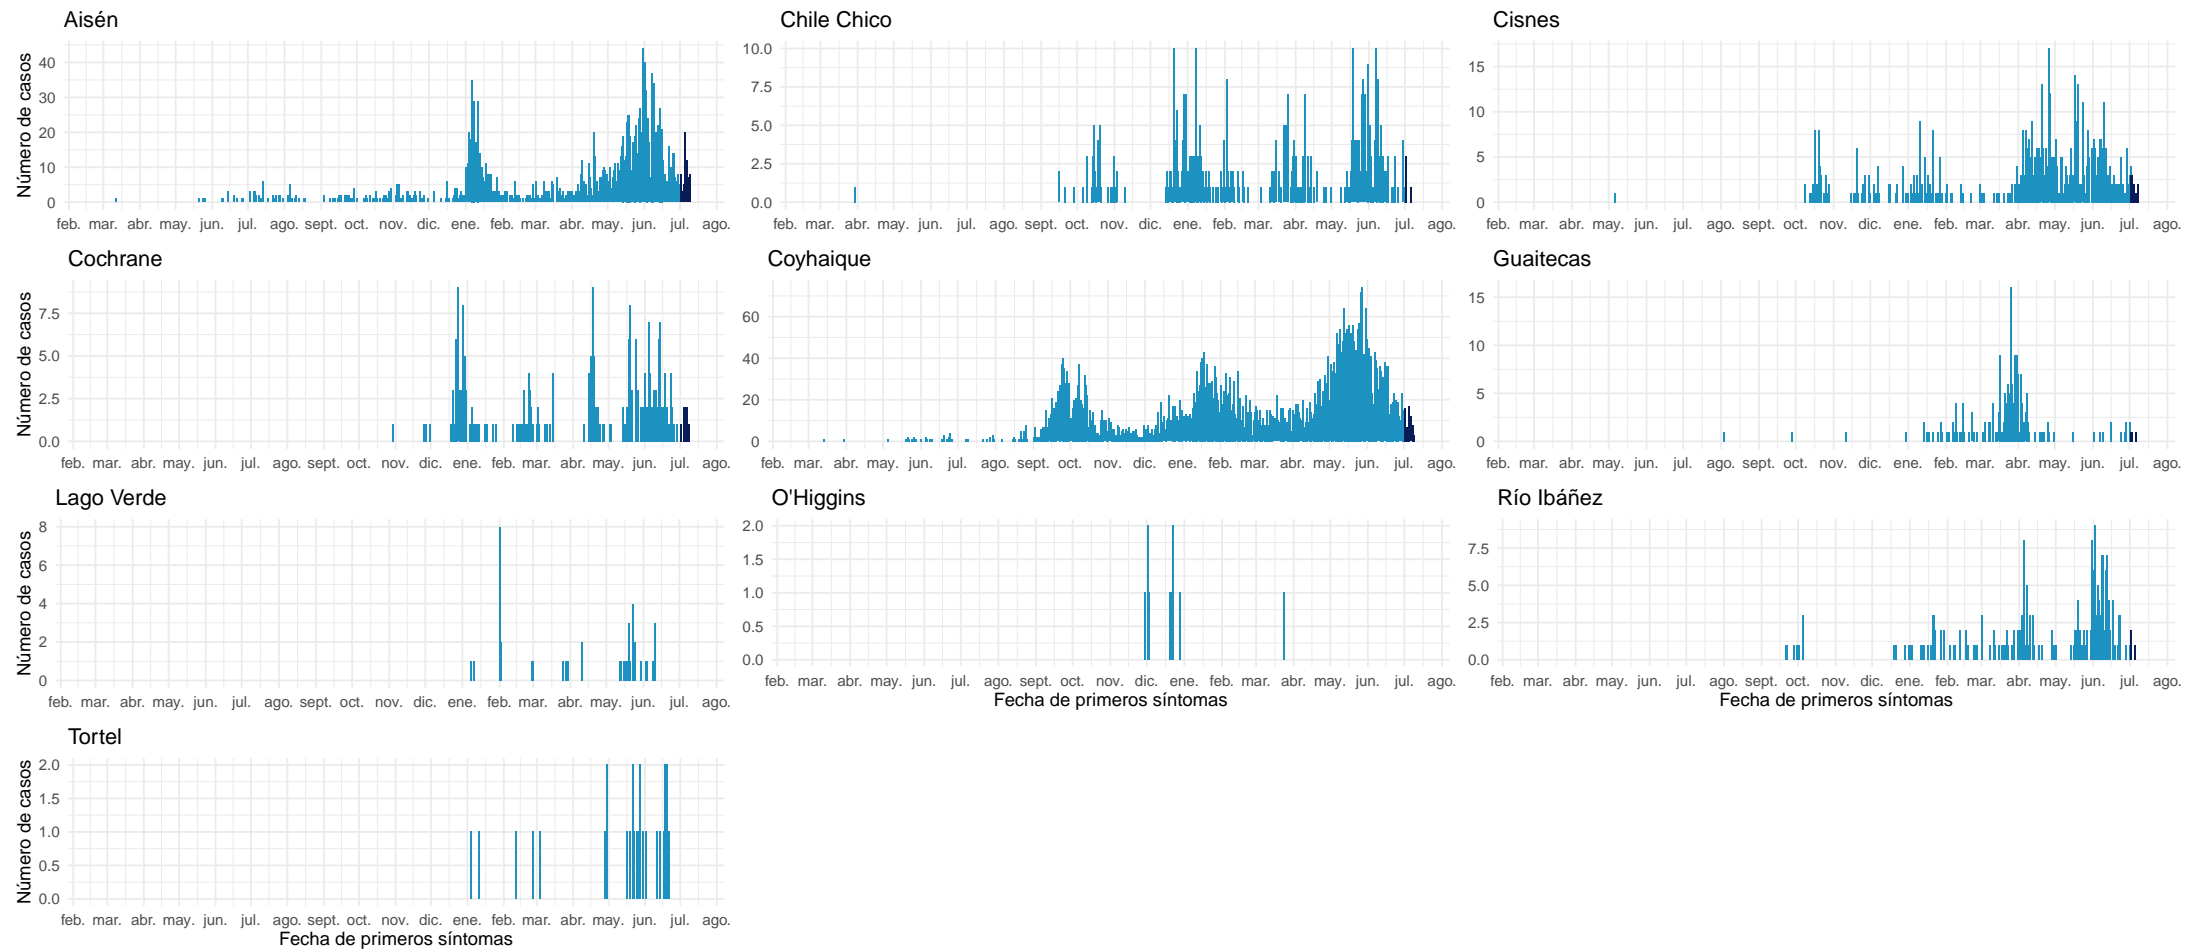 Aisén
Chile Chico
Cisnes
Número de casos
40
30
20
10
0
10.0
7.5
5.0
2.5
0.0
15
10
5
0
feb. mar. abr. may. jun. jul. ago. sept. oct. nov. dic. ene. feb. mar. abr. may. jun. jul. ago.
feb. mar. abr. may. jun. jul. ago. sept. oct. nov. dic. ene. feb. mar. abr. may. jun. jul. ago.
feb. mar. abr. may. jun. jul. ago. sept. oct. nov. dic. ene. feb. mar. abr. may. jun. jul. ago.
Cochrane
Coyhaique
Guaitecas
Número de casos
7.5
5.0
2.5
0.0
60
40
20
0
15
10
5
0
feb. mar. abr. may. jun. jul. ago. sept. oct. nov. dic. ene. feb. mar. abr. may. jun. jul. ago.
feb. mar. abr. may. jun. jul. ago. sept. oct. nov. dic. ene. feb. mar. abr. may. jun. jul. ago.
feb. mar. abr. may. jun. jul. ago. sept. oct. nov. dic. ene. feb. mar. abr. may. jun. jul. ago.
Lago Verde
O'Higgins
Río Ibáñez
Número de casos
8
6
4
2
0
2.0
1.5
1.0
0.5
0.0
7.5
5.0
2.5
0.0
feb. mar. abr. may. jun. jul. ago. sept. oct. nov. dic. ene. feb. mar. abr. may. jun. jul. ago.
feb. mar. abr. may. jun. jul. ago. sept. oct. nov. dic. ene. feb. mar. abr. may. jun. jul. ago.
feb. mar. abr. may. jun. jul. ago. sept. oct. nov. dic. ene. feb. mar. abr. may. jun. jul. ago.
Fecha de primeros síntomas
Fecha de primeros síntomas
Tortel
Número de casos
2.0
1.5
1.0
0.5
0.0
feb. mar. abr. may. jun. jul. ago. sept. oct. nov. dic. ene. feb. mar. abr. may. jun. jul. ago.
Fecha de primeros síntomas